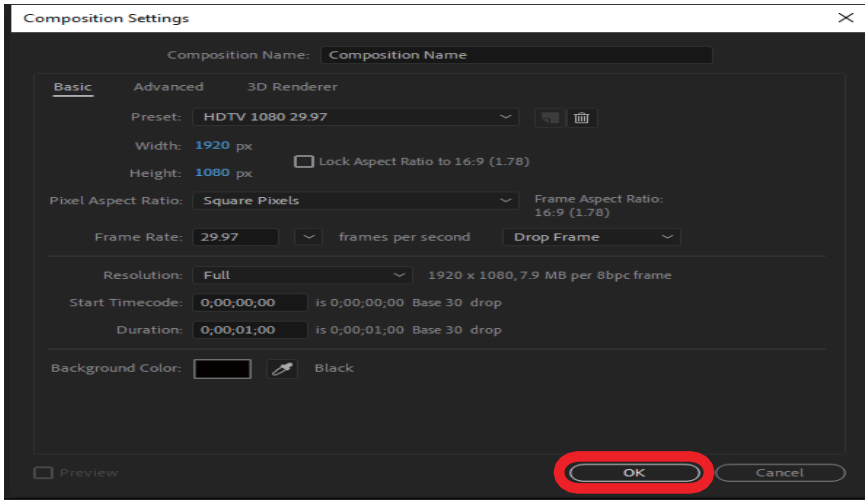 Composition Settings
Composition Name: Composition Name
Basic Advanced 3D Renderer
Preset: HDTV 1080 29.97
Width: 1920 px
Lock Aspect Ratio to 16:9 (1.78)
Height: 1080 px
Pixel Aspect Ratio: Square Pixels
Frame Aspect Ratio:
16:9 (1.78)
Frame Rate: 29.97 frames per second Drop Frame
Resolution: Full 1920 x 1080, 7.9 MB per 8bpc frame
Start Timecode: 0;00;00;00 is 0;00;00;00 Base 30 drop
Duration: 0;00;01;00 is 0;00;01;00 Base 30 drop
Background Color: Black
Preview OK Cancel